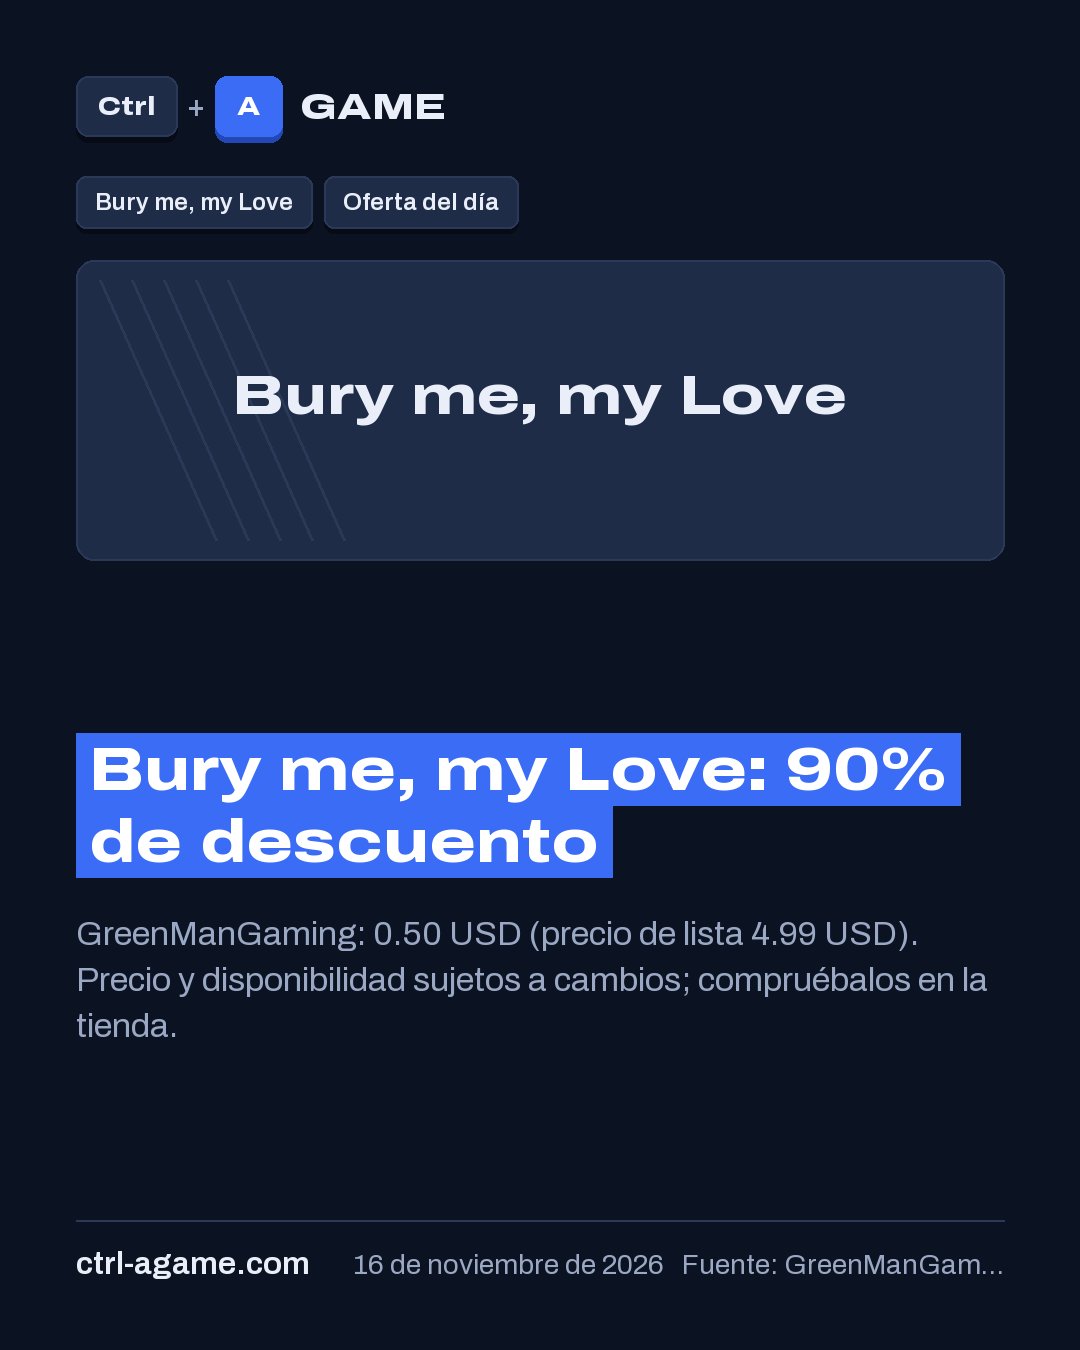 Ctrl + A GAME
Bury me, my Love Oferta del día
Bury me, my Love
Bury me, my Love: 90%
de descuento
GreenManGaming: 0.50 USD (precio de lista 4.99 USD).
Precio y disponibilidad sujetos a cambios; compruébalos en la
tienda.
ctrl-agame.com 16 de noviembre de 2026 Fuente: GreenManGam...